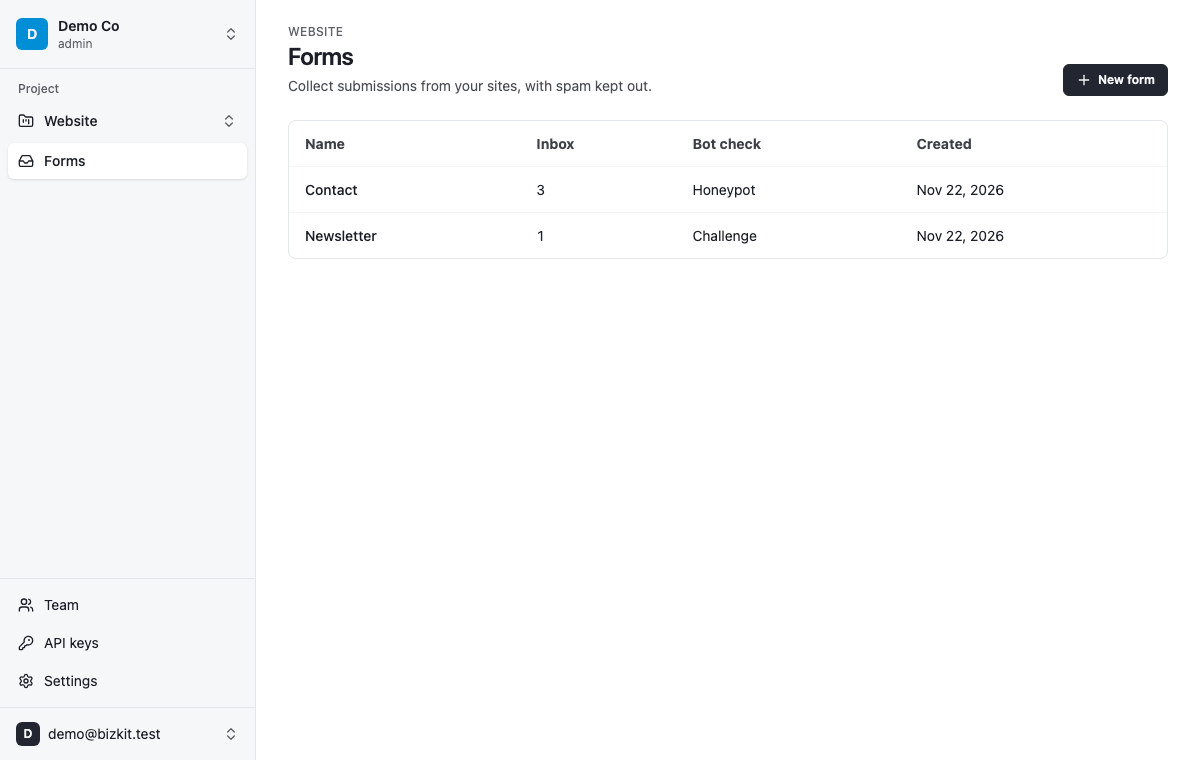 D
Demo Co
admin
Project
Website
Forms
Team
API keys
Settings
D
demo@bizkit.test
WEBSITE
Forms
Collect submissions from your sites, with spam kept out.
New form
Name Inbox Bot check Created
Contact 3 Honeypot Nov 22, 2026
Newsletter 1 Challenge Nov 22, 2026